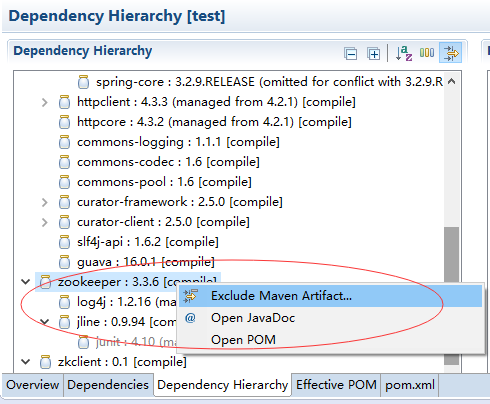 Dependency Hierarchy [test]
Dependency Hierarchy
spring-core : 3.2.9.RELEASE (omitted for conflict with 3.2.9.R
httpclient : 4.3.3 (managed from 4.2.1) [compile]
httpcore : 4.3.2 (managed from 4.2.1) [compile]
commons-logging : 1.1.1 [compile]
commons-codec : 1.6 [compile]
commons-pool : 1.6 [compile]
curator-framework : 2.5.0 [compile]
curator-client : 2.5.0 [compile]
slf4j-api : 1.6.2 [compile]
guava : 16.0.1 [compile]
zookeeper : 3.3.6 [compile]
log4j : 1.2.16 (ma
jline : 0.9.94 [com
junit : 4.10 (man
zkclient : 0.1 [compile]
Exclude Maven Artifact...
@ Open JavaDoc
Open POM
Overview Dependencies Dependency Hierarchy Effective POM pom.xml